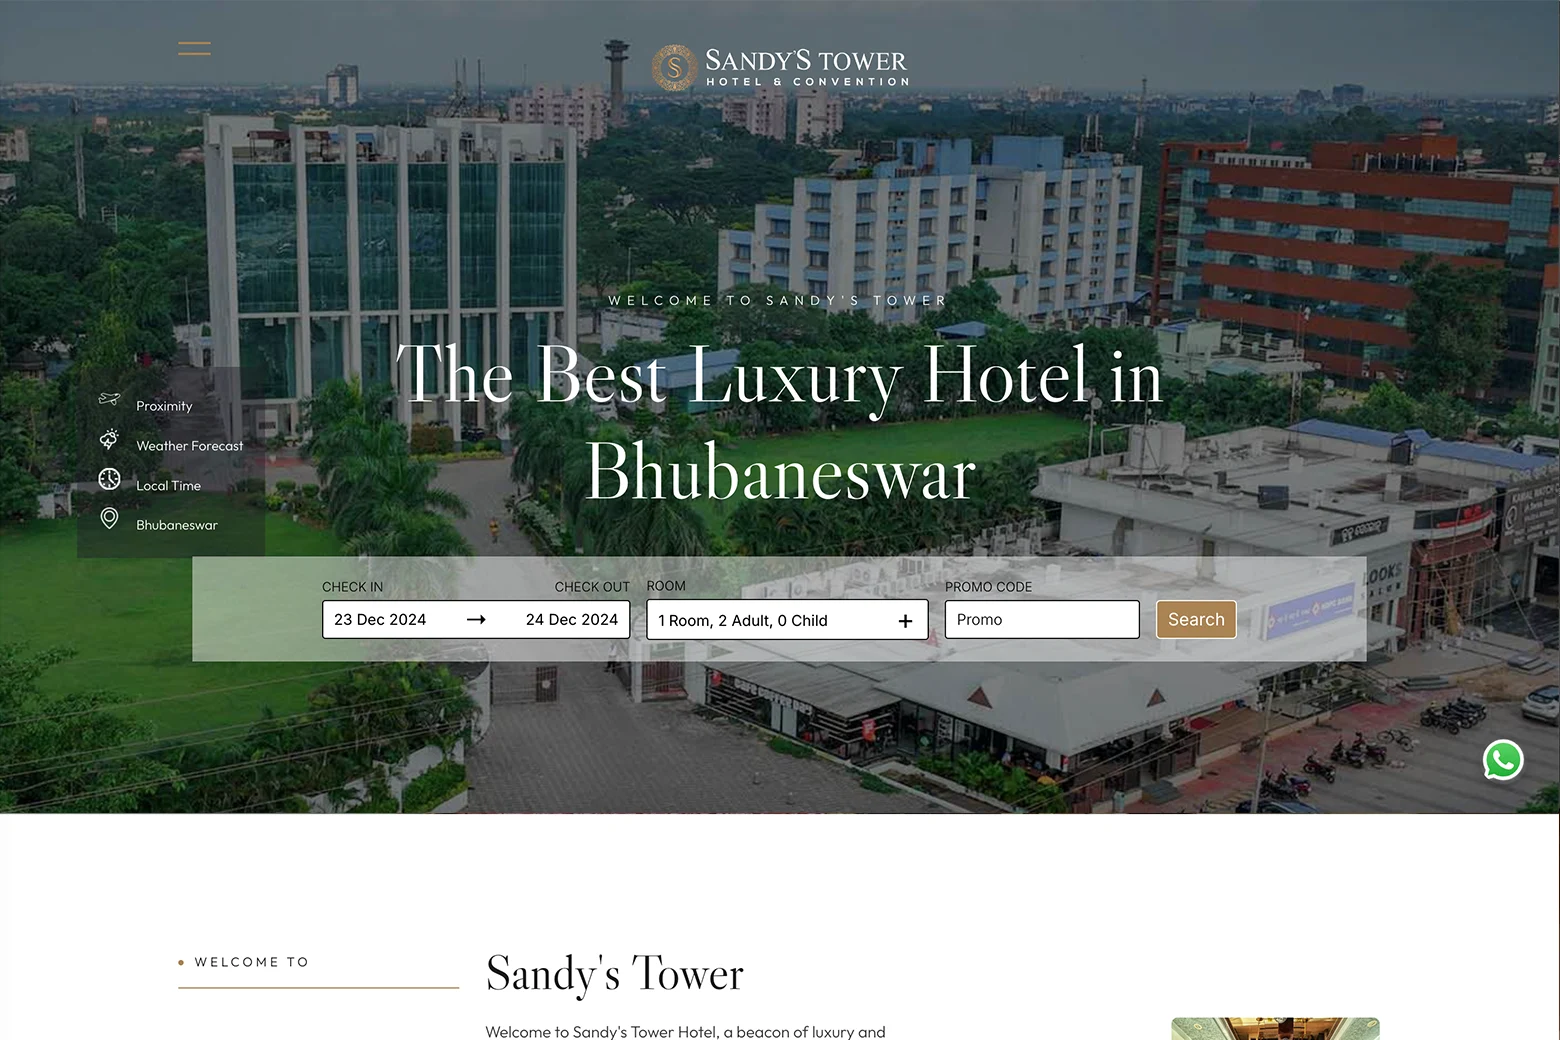 SANDY'S TOWER
HOTEL & CONVENTION
WELCOME TO SANDY'S TOWER
The Best Luxury Hotel in
Bhubaneswar
Proximity
Weather Forecast
Local Time
Bhubaneswar
CHECK IN
CHECK OUT
ROOM
PROMO CODE
23 Dec 2024
24 Dec 2024
1 Room, 2 Adult, 0 Child
Promo
Search
LOOKS
WELCOME TO
Sandy's Tower
Welcome to Sandy's Tower Hotel, a beacon of luxury and